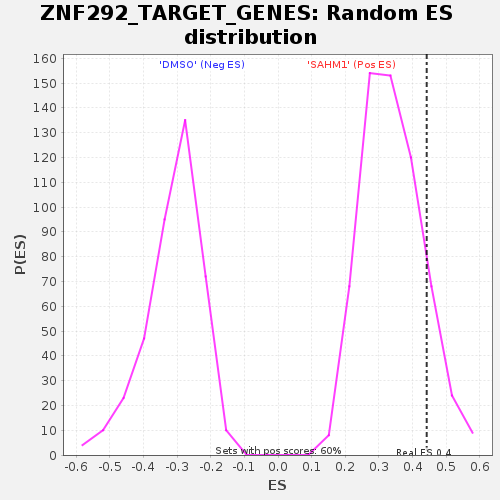 ZNF292_TARGET_GENES: Random ES
distribution
'DMSO' (Neg ES)
'SAHM1' (Pos ES)
P(ES)
160
150
140
130
120
110
100
90
80
70
60
50
40
30
20
10
0
Sets with pos scores: 60%
Real ES 0.4
-0.6 -0.5 -0.4 -0.3 -0.2 -0.1 0.0 0.1 0.2 0.3 0.4 0.5 0.6
ES